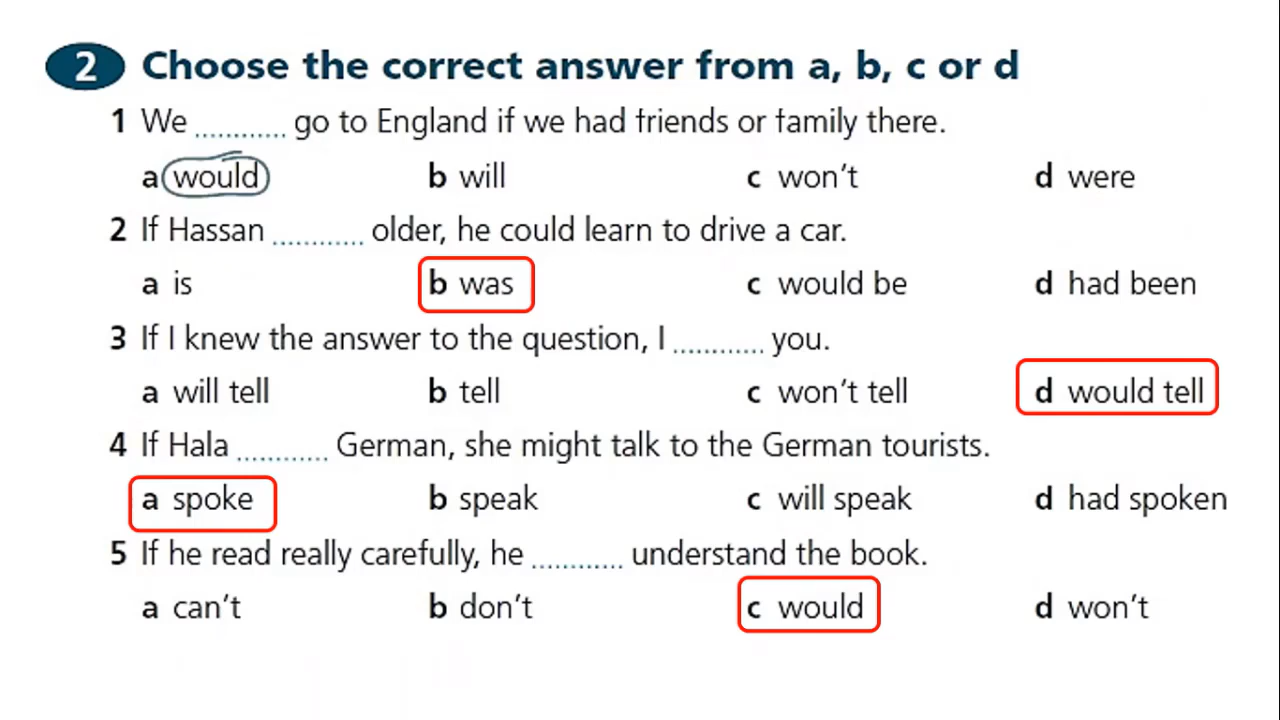 2 Choose the correct answer from a, b, c or d
1 We ............ go to England if we had friends or family there.
a would b will c won't d were
2 If Hassan ............ older, he could learn to drive a car.
a is b was c would be d had been
3 If I knew the answer to the question, I ............ you.
a will tell b tell c won't tell d would tell
4 If Hala ............ German, she might talk to the German tourists.
a spoke b speak c will speak d had spoken
5 If he read really carefully, he ............ understand the book.
a can't b don't c would d won't